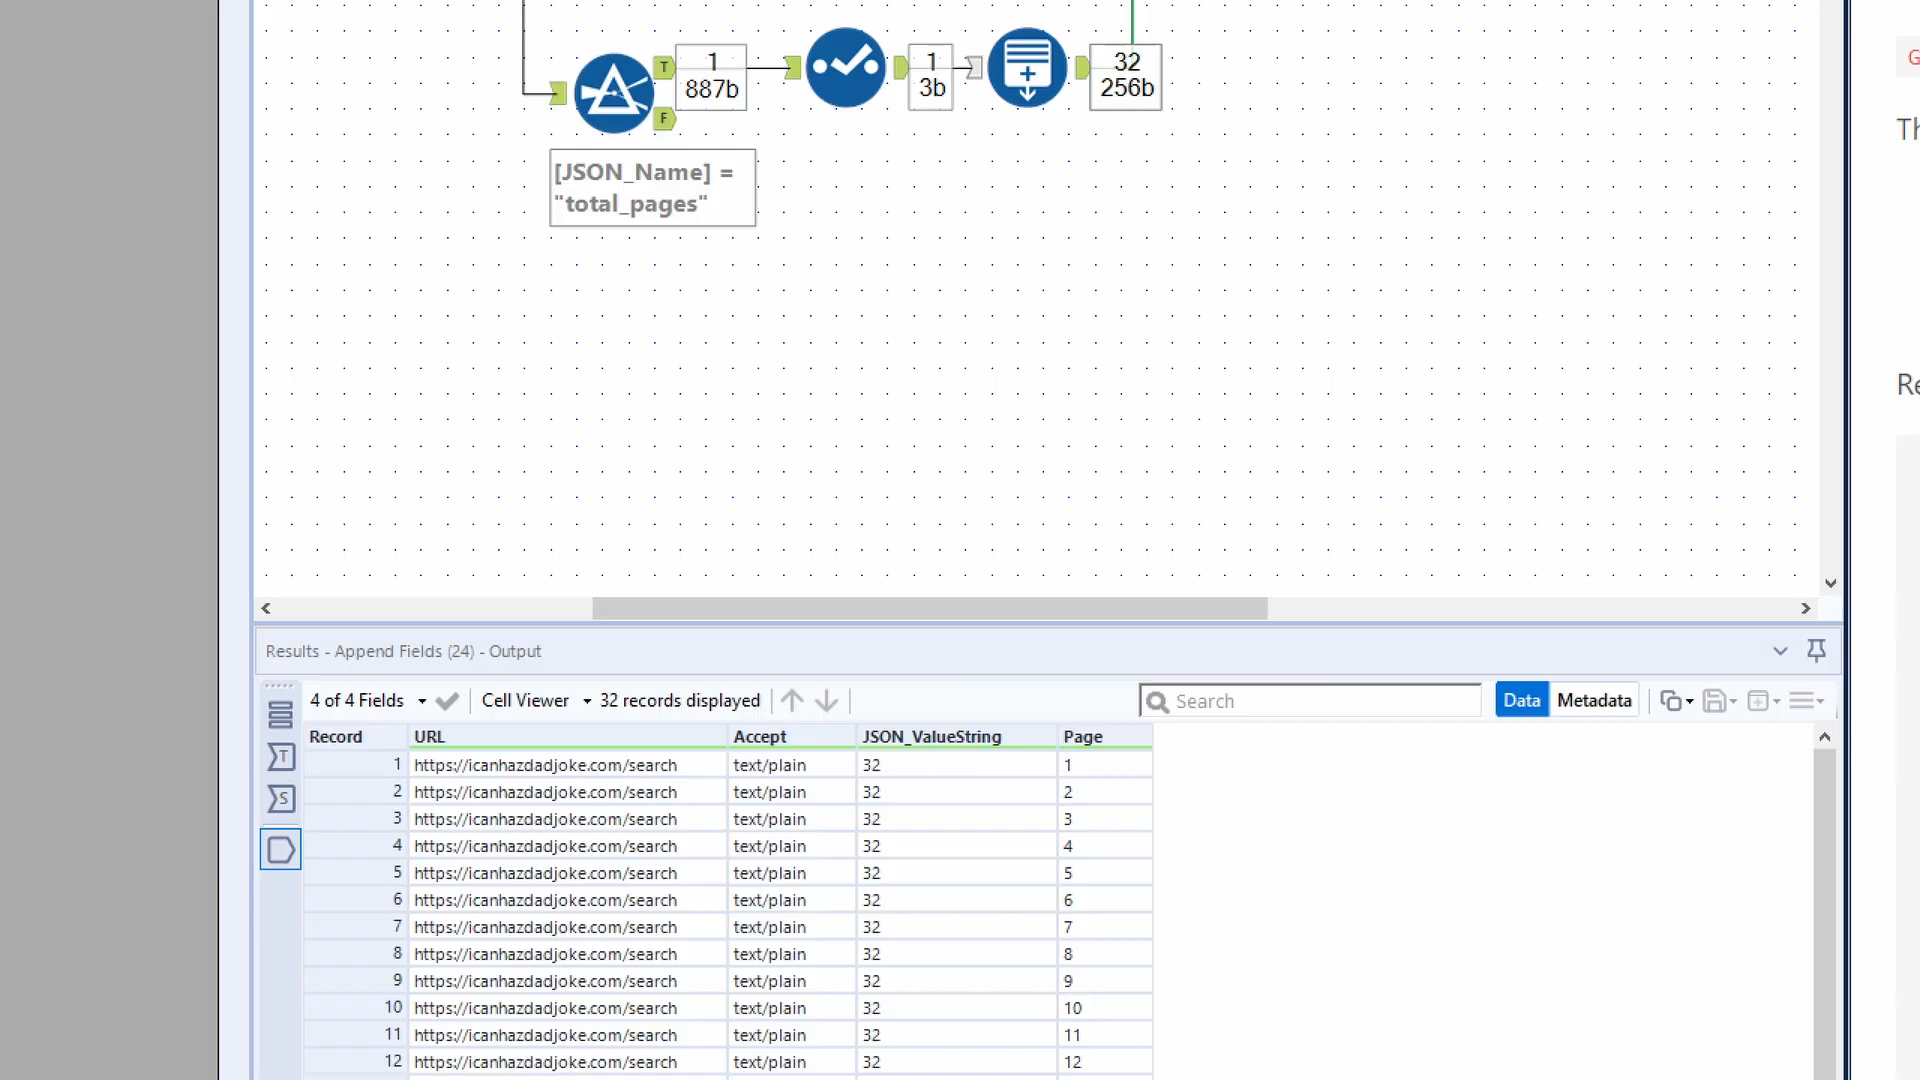 T
1
887b
1
3b
32
256b
F
[JSON_Name] =
"total_pages"
G
Th
Re
Results - Append Fields (24) - Output
4 of 4 Fields Cell Viewer 32 records displayed Search Data Metadata
Record URL Accept JSON_ValueString Page
1 https://icanhazdadjoke.com/search text/plain 32 1
2 https://icanhazdadjoke.com/search text/plain 32 2
3 https://icanhazdadjoke.com/search text/plain 32 3
4 https://icanhazdadjoke.com/search text/plain 32 4
5 https://icanhazdadjoke.com/search text/plain 32 5
6 https://icanhazdadjoke.com/search text/plain 32 6
7 https://icanhazdadjoke.com/search text/plain 32 7
8 https://icanhazdadjoke.com/search text/plain 32 8
9 https://icanhazdadjoke.com/search text/plain 32 9
10 https://icanhazdadjoke.com/search text/plain 32 10
11 https://icanhazdadjoke.com/search text/plain 32 11
12 https://icanhazdadjoke.com/search text/plain 32 12